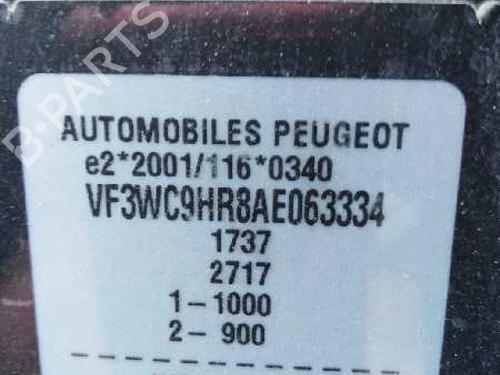 B-PARTS
AUTOMOBILES PEUGEOT
e2*2001/116*0340
VF3WC9HR8AE063334
1737
2717
1-1000
2-900